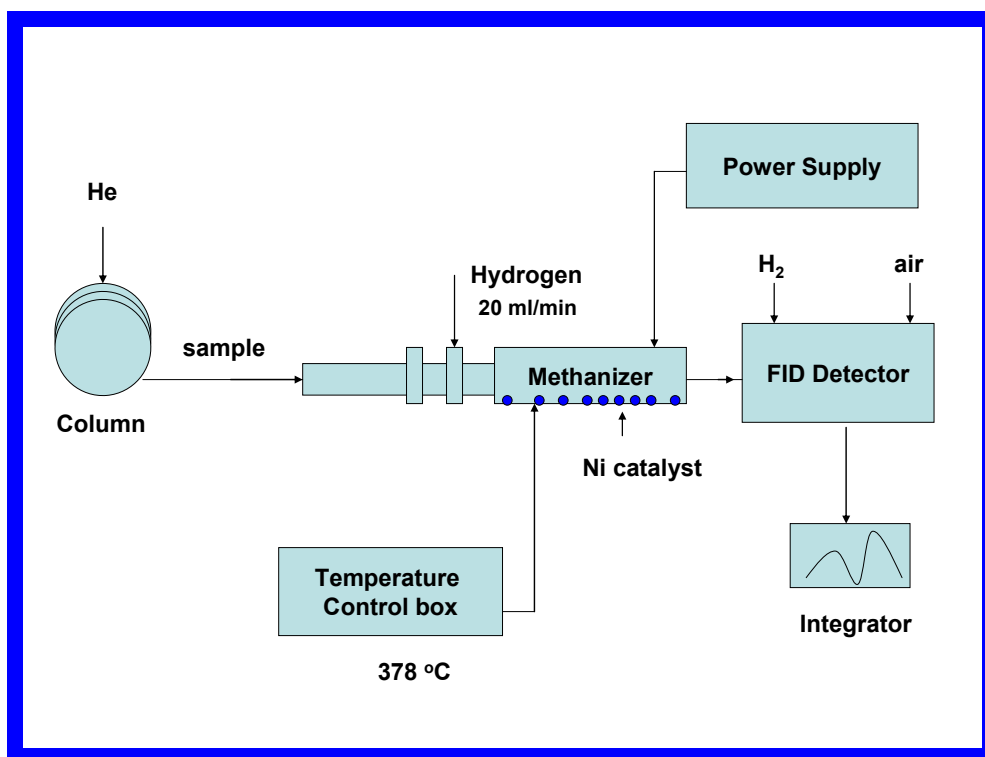 Power Supply
He
H₂
air
Hydrogen
20 ml/min
sample
Methanizer
FID Detector
Column
Ni catalyst
Temperature
Control box
Integrator
378 ºC